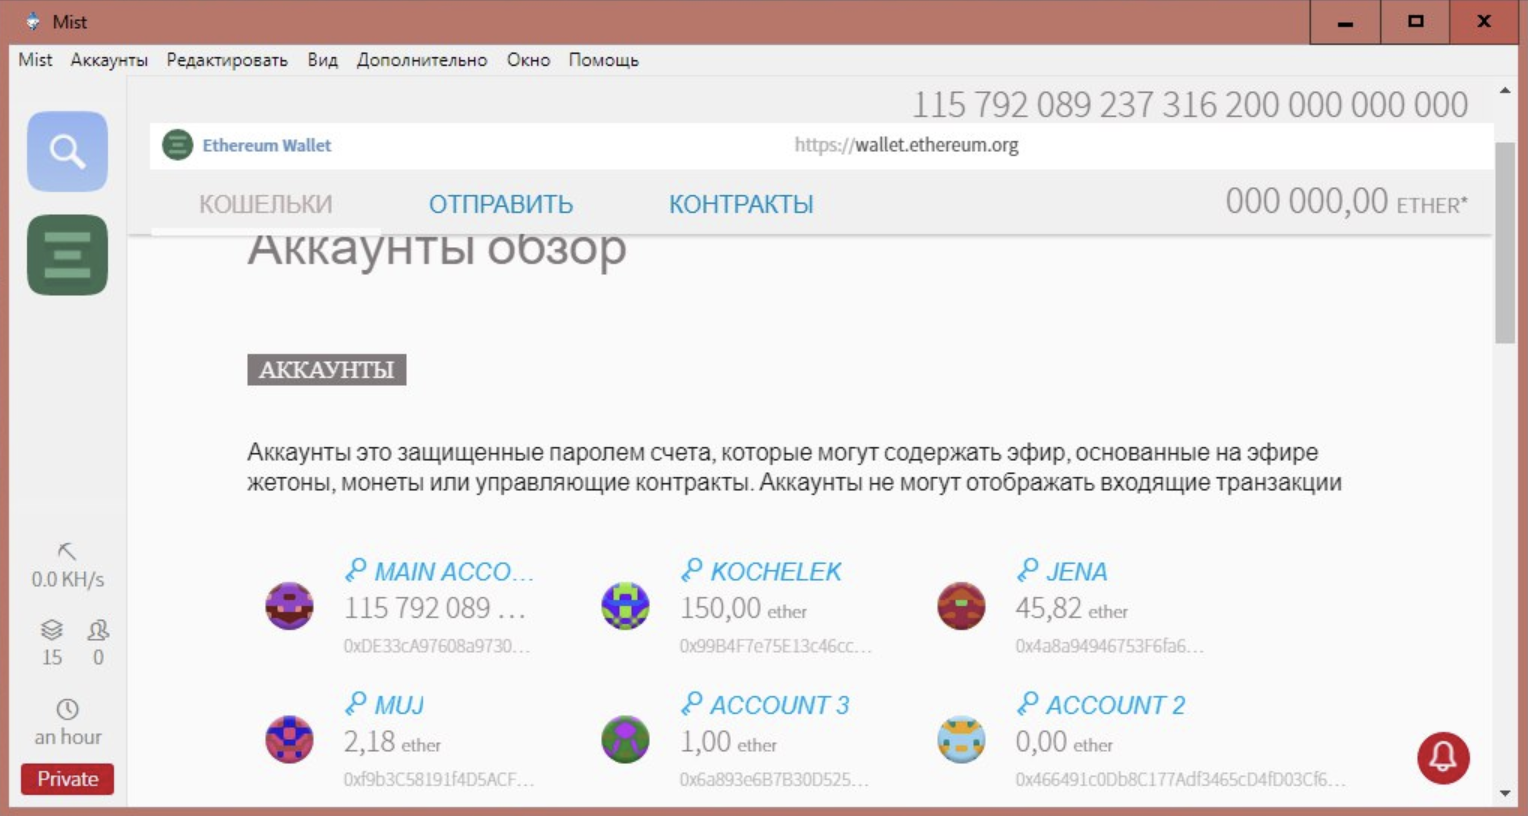 Mist
Mist Аккаунты Редактировать Вид Дополнительно Окно Помощь
115 792 089 237 316 200 000 000 000
Ethereum Wallet https://wallet.ethereum.org
КОШЕЛЬКИ ОТПРАВИТЬ КОНТРАКТЫ 000 000,00 ETHER*
Аккаунты обзор
АККАУНТЫ
Аккаунты это защищенные паролем счета, которые могут содержать эфир, основанные на эфире
жетоны, монеты или управляющие контракты. Аккаунты не могут отображать входящие транзакции
MAIN ACCO... KOCHELEK JENA
115 792 089 ... 150,00 ether 45,82 ether
0xDE33cA97608a9730... 0x99B4F7e75E13c46cc... 0x4a8a94946753F6fa6...
MUJ ACCOUNT 3 ACCOUNT 2
2,18 ether 1,00 ether 0,00 ether
0xf9b3C58191f4D5ACF... 0x6a893e6B7B30D525... 0x466491c0Db8C177Adf3465cD4fD03Cf6...
0.0 KH/s
15 0
an hour
Private